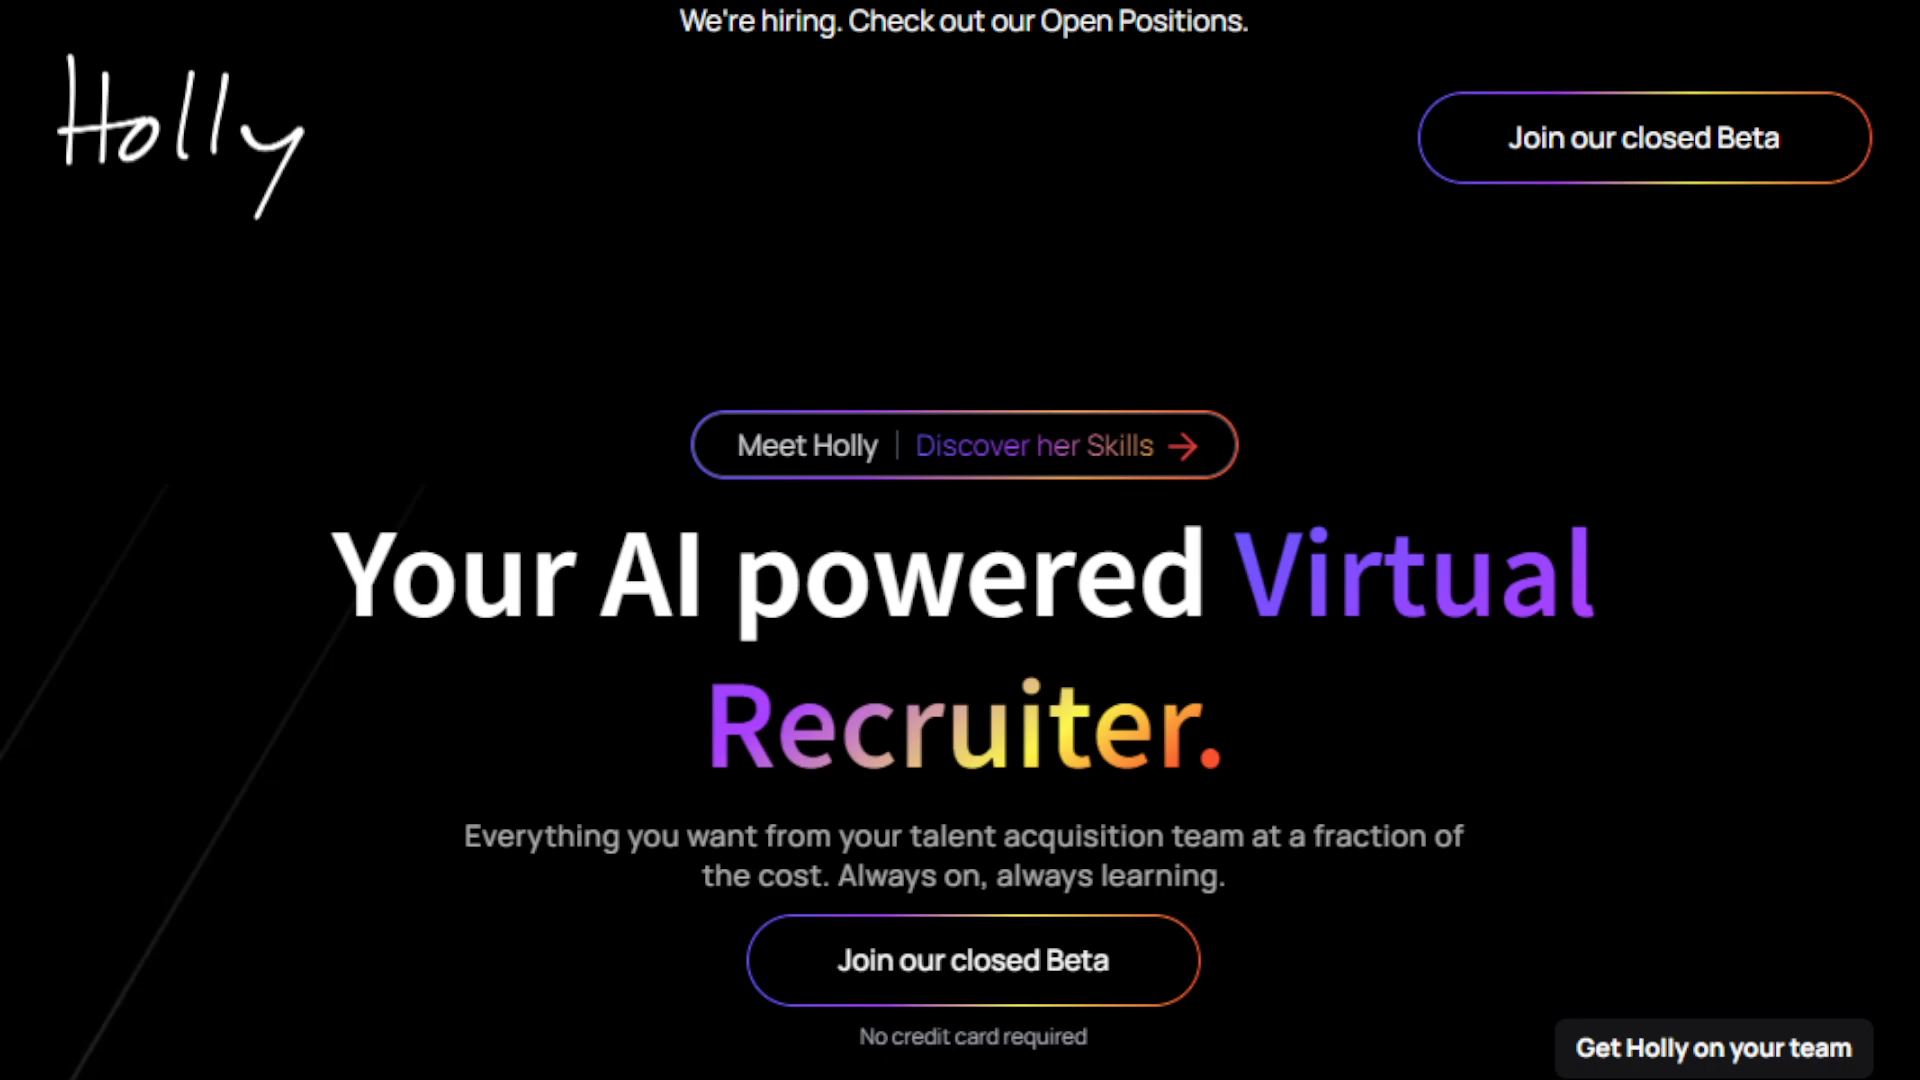 We're hiring. Check out our Open Positions.
Holly
Join our closed Beta
Meet Holly | Discover her Skills →
Your AI powered Virtual
Recruiter.
Everything you want from your talent acquisition team at a fraction of
the cost. Always on, always learning.
Join our closed Beta
No credit card required
Get Holly on your team